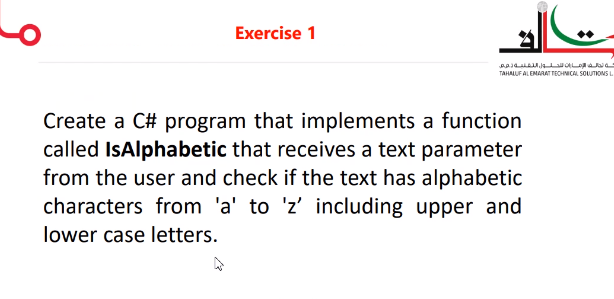 Exercise 1
TAHALUF AL EMARAT TECHNICAL SOLUTIONS L
Create a C# program that implements a function
called IsAlphabetic that receives a text parameter
from the user and check if the text has alphabetic
characters from 'a' to 'z’ including upper and
lower case letters.